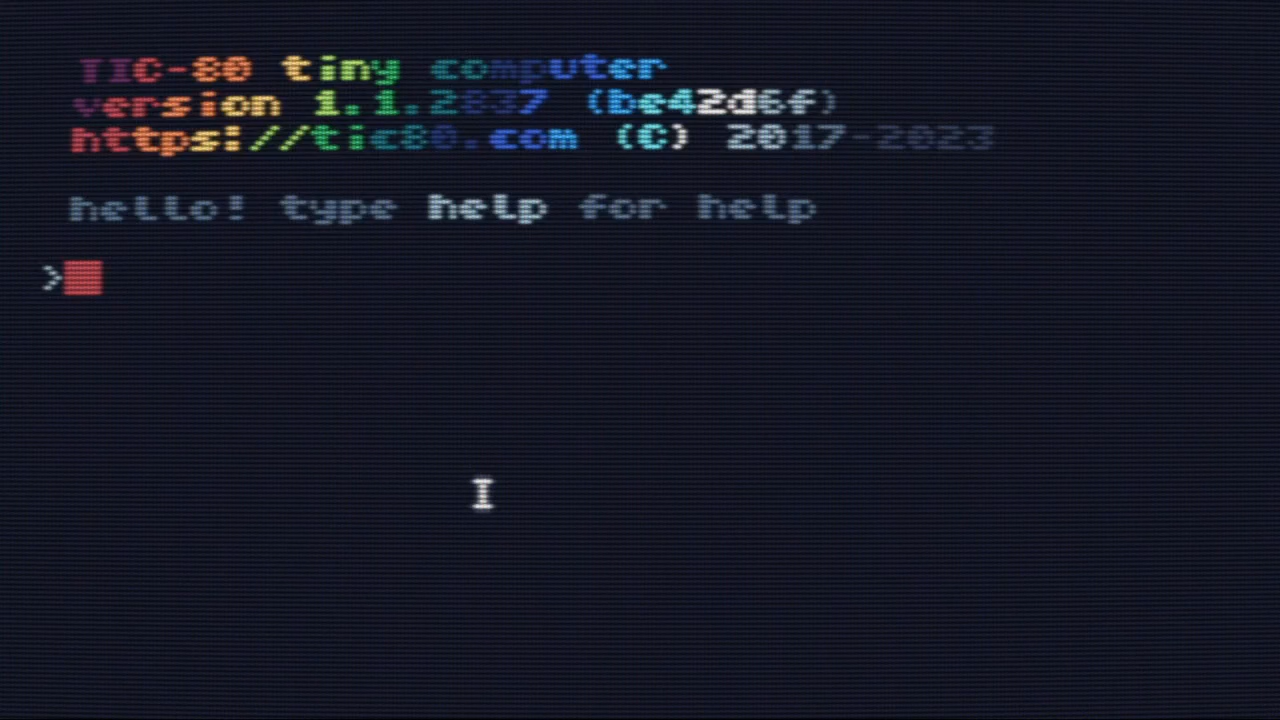 TIC-80 tiny computer
version 1.1.2837 (be42d6f)
https://tic80.com (C) 2017-2023
hello! type help for help
>